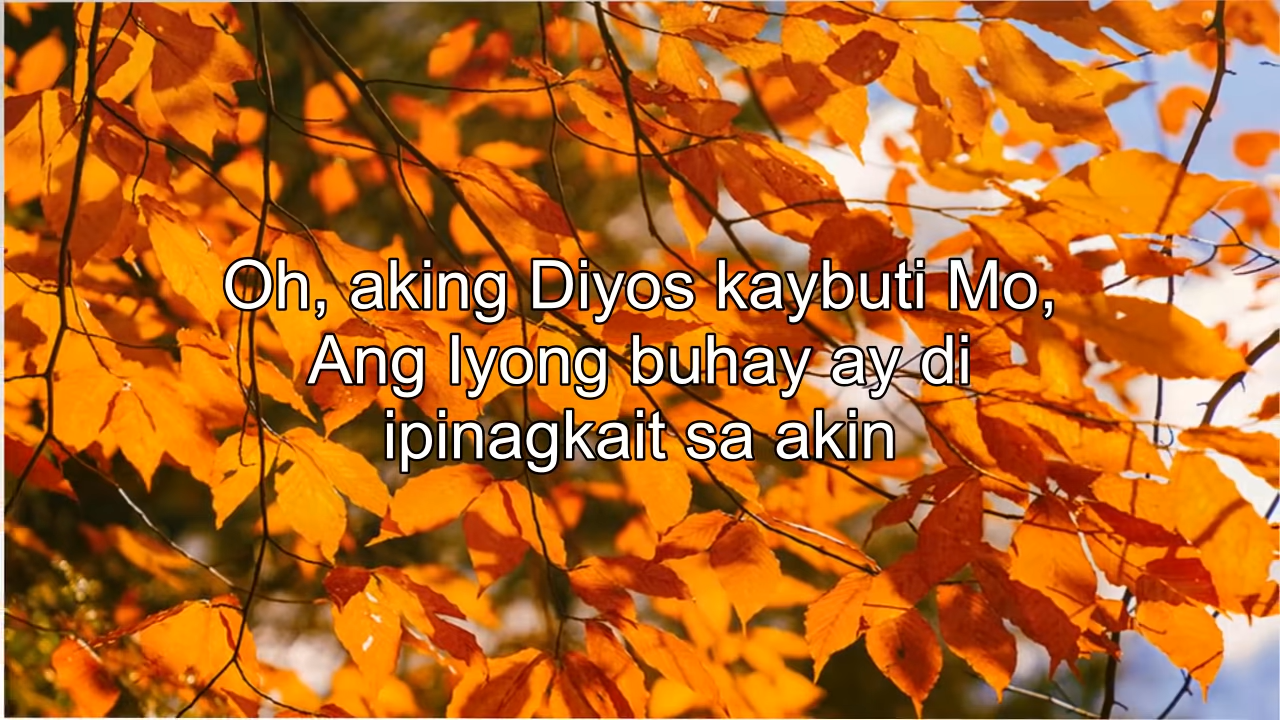 Oh, aking Diyos kaybuti Mo,
Ang Iyong buhay ay di
ipinagkait sa akin